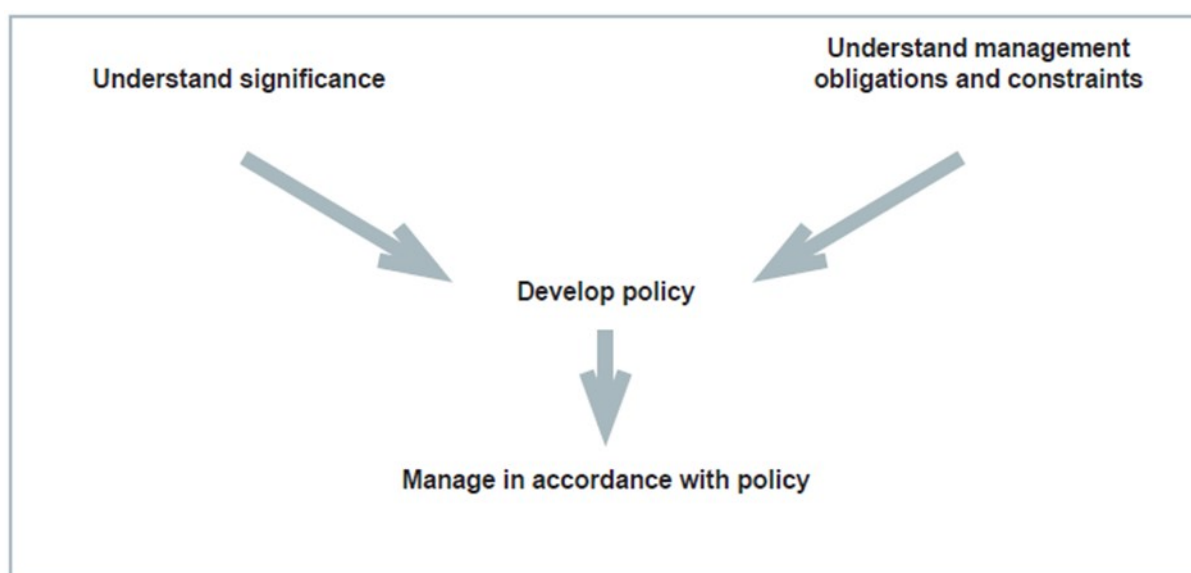 Understand significance
Understand management
obligations and constraints
Develop policy
Manage in accordance with policy